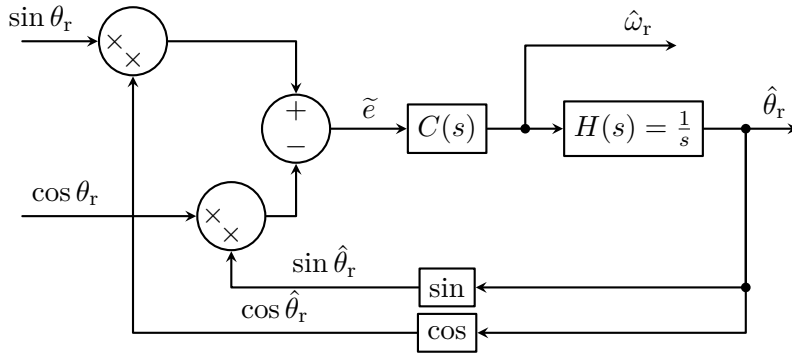 sin θ_r
×
×
ω̂_r
+
−
ẽ
C(s)
H(s) = 1/s
θ̂_r
cos θ_r
×
×
sin θ̂_r
sin
cos θ̂_r
cos